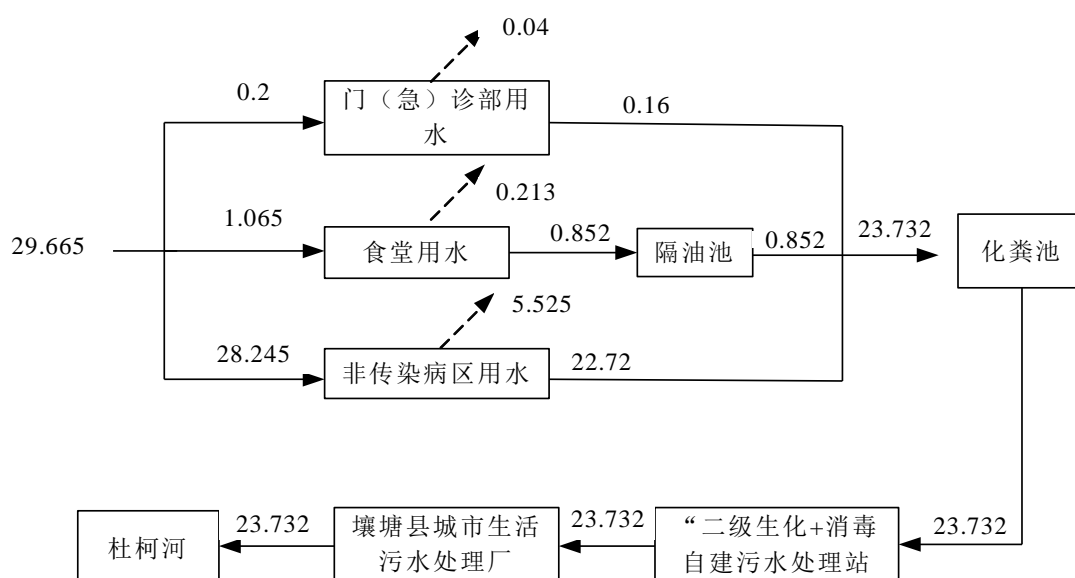 0.04
0.2
门（急）诊部用
水
0.16
0.213
1.065
29.665
食堂用水
0.852
隔油池
0.852
23.732
化粪池
5.525
28.245
非传染病区用水
22.72
杜柯河
23.732
壤塘县城市生活
污水处理厂
23.732
“二级生化+消毒
自建污水处理站
23.732